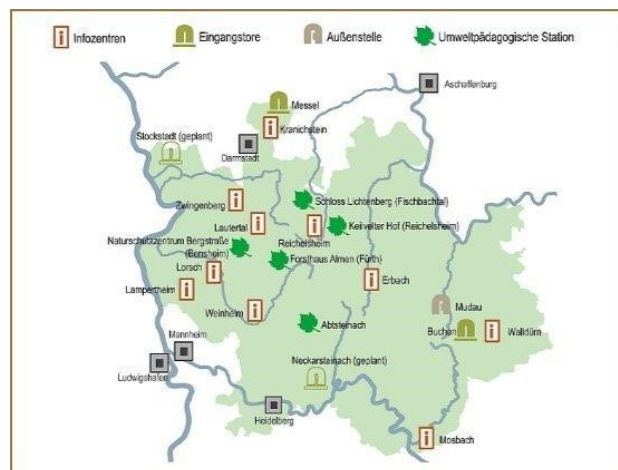 Infozentren
Eingangstore
Außenstelle
Umweltpädagogische Station
Aschaffenburg
Messel
Kranichstein
Stockstadt (geplant)
Darmstadt
Zwingenberg
Schloss Lichtenberg (Fischbachtal)
Lautertal
Keilvelter Hof (Reichelsheim)
Reichelsheim
Naturschutzzentrum Bergstraße
(Bensheim)
Forsthaus Almen (Fürth)
Lorsch
Erbach
Lampertheim
Mudau
Weinheim
Abtsteinach
Buchen
Walldürn
Mannheim
Neckarsteinach (geplant)
Ludwigshafen
Heidelberg
Mosbach